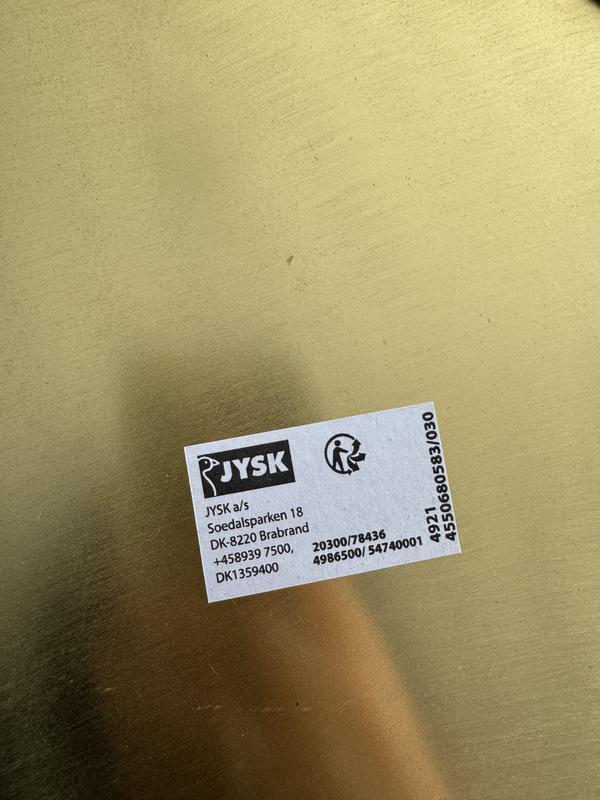 JYSK
JYSK a/s
Soedalsparken 18
DK-8220 Brabrand
+458939 7500,
DK1359400
20300/78436
4986500/ 54740001
4921
4550680583/030